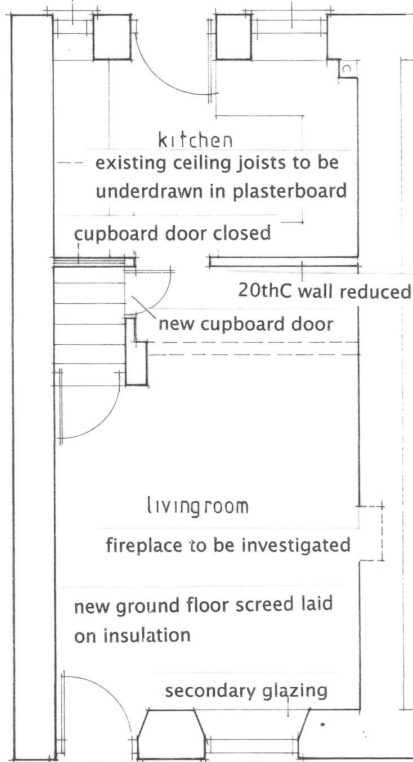 kitchen
existing ceiling joists to be
underdrawn in plasterboard
cupboard door closed
20thC wall reduced
new cupboard door
livingroom
fireplace to be investigated
new ground floor screed laid
on insulation
secondary glazing